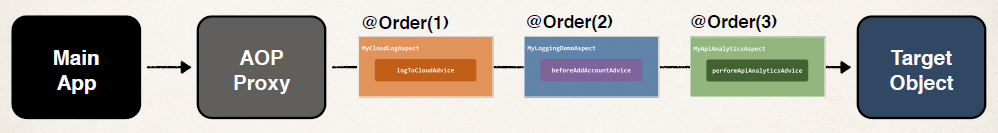 Main
App
AOP
Proxy
@Order(1)
MyCloudLogAspect
logToCloudAdvice
@Order(2)
MyLoggingDemoAspect
beforeAddAccountAdvice
@Order(3)
MyApiAnalyticsAspect
performApiAnalyticsAdvice
Target
Object